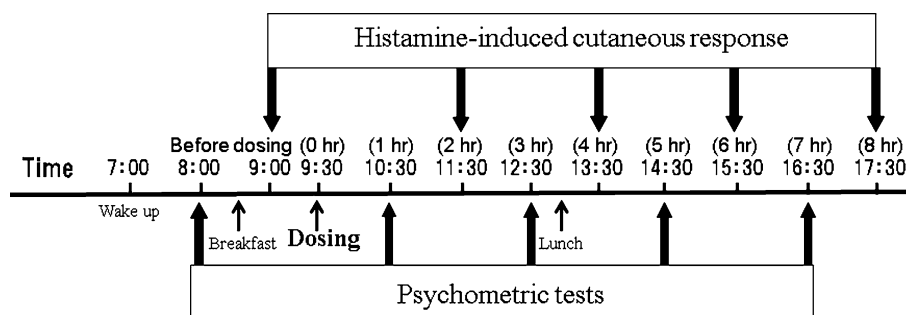 Histamine-induced cutaneous response
Before dosing (0 hr) (1 hr) (2 hr) (3 hr) (4 hr) (5 hr) (6 hr) (7 hr) (8 hr)
Time 7:00 8:00 9:00 9:30 10:30 11:30 12:30 13:30 14:30 15:30 16:30 17:30
Wake up
Breakfast Dosing Lunch
Psychometric tests